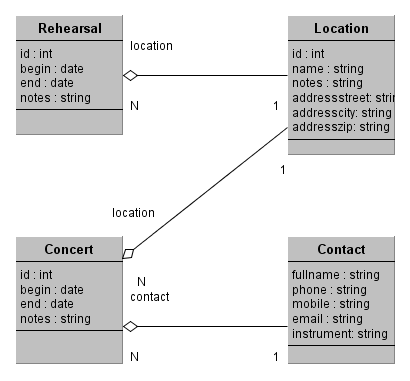 Rehearsal
id : int
begin : date
end : date
notes : string
location
N
1
Location
id : int
name : string
notes : string
addressstreet: strin
addresscity: string
addresszip: string
1
location
N
Concert
id : int
begin : date
end : date
notes : string
contact
N
1
Contact
fullname : string
phone : string
mobile : string
email : string
instrument: string